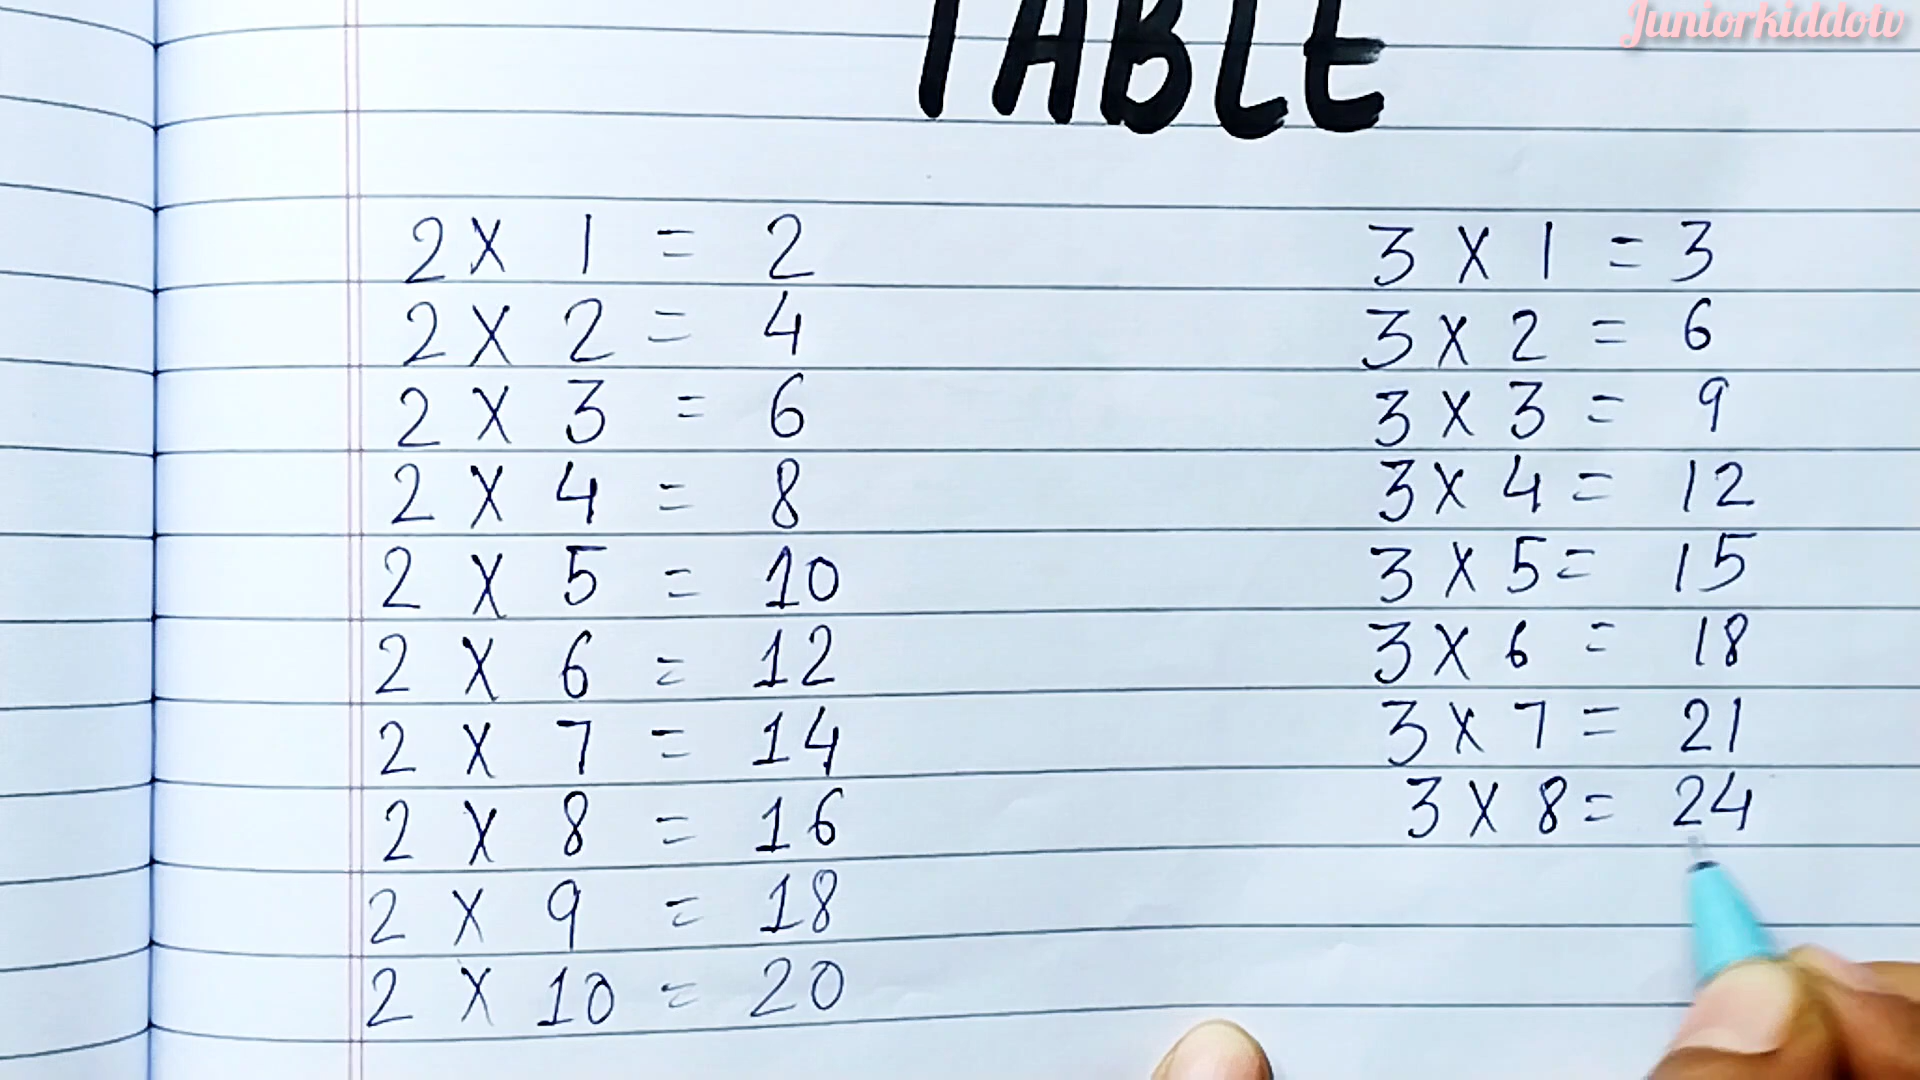 Juniorkiddotv
TABLE
2 X 1 = 2
2 X 2 = 4
2 X 3 = 6
2 X 4 = 8
2 X 5 = 10
2 X 6 = 12
2 X 7 = 14
2 X 8 = 16
2 X 9 = 18
2 X 10 = 20
3 X 1 = 3
3 X 2 = 6
3 X 3 = 9
3 X 4 = 12
3 X 5 = 15
3 X 6 = 18
3 X 7 = 21
3 X 8 = 24